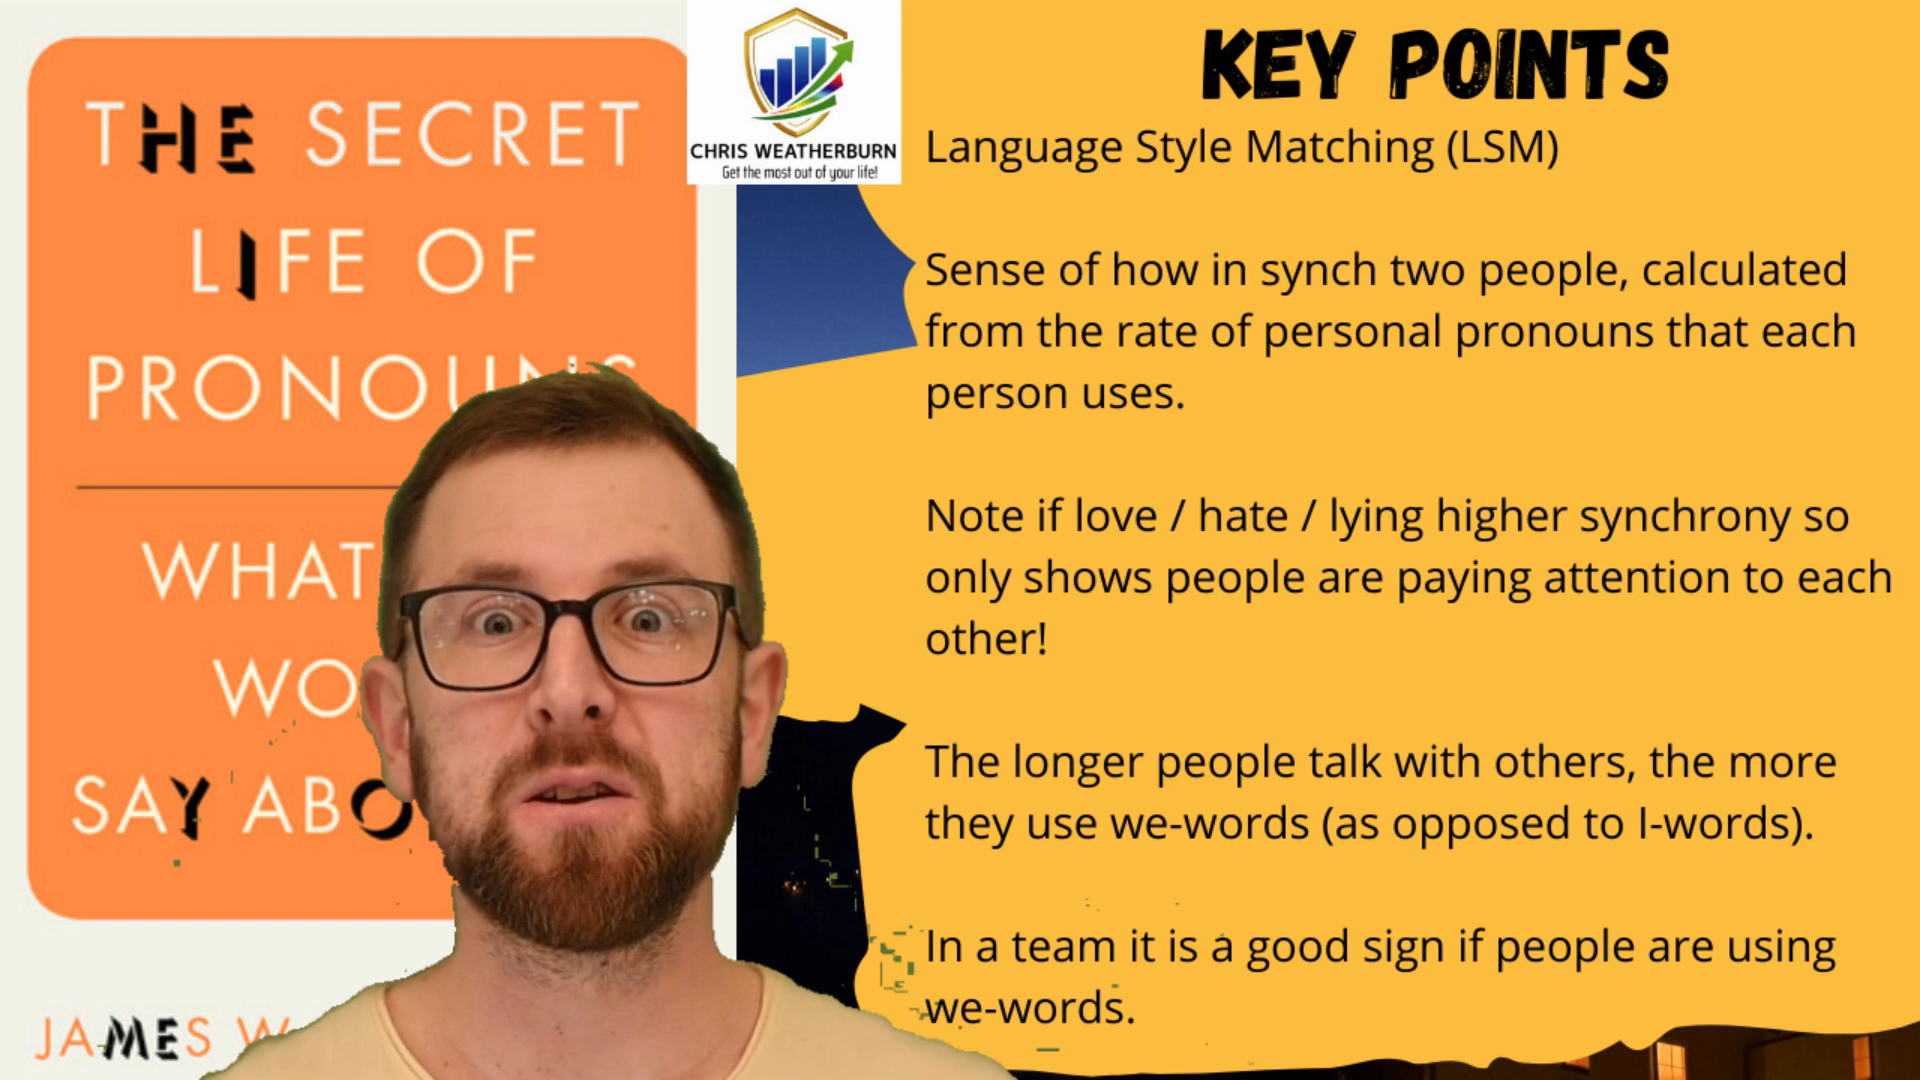 THE SECRET
LIFE OF
PRONOUNS
WHAT
SAY ABO
JAMES W
CHRIS WEATHERBURN
Get the most out of your life!
KEY POINTS
Language Style Matching (LSM)
Sense of how in synch two people, calculated
from the rate of personal pronouns that each
person uses.
Note if love / hate / lying higher synchrony so
only shows people are paying attention to each
other!
The longer people talk with others, the more
they use we-words (as opposed to I-words).
In a team it is a good sign if people are using
we-words.